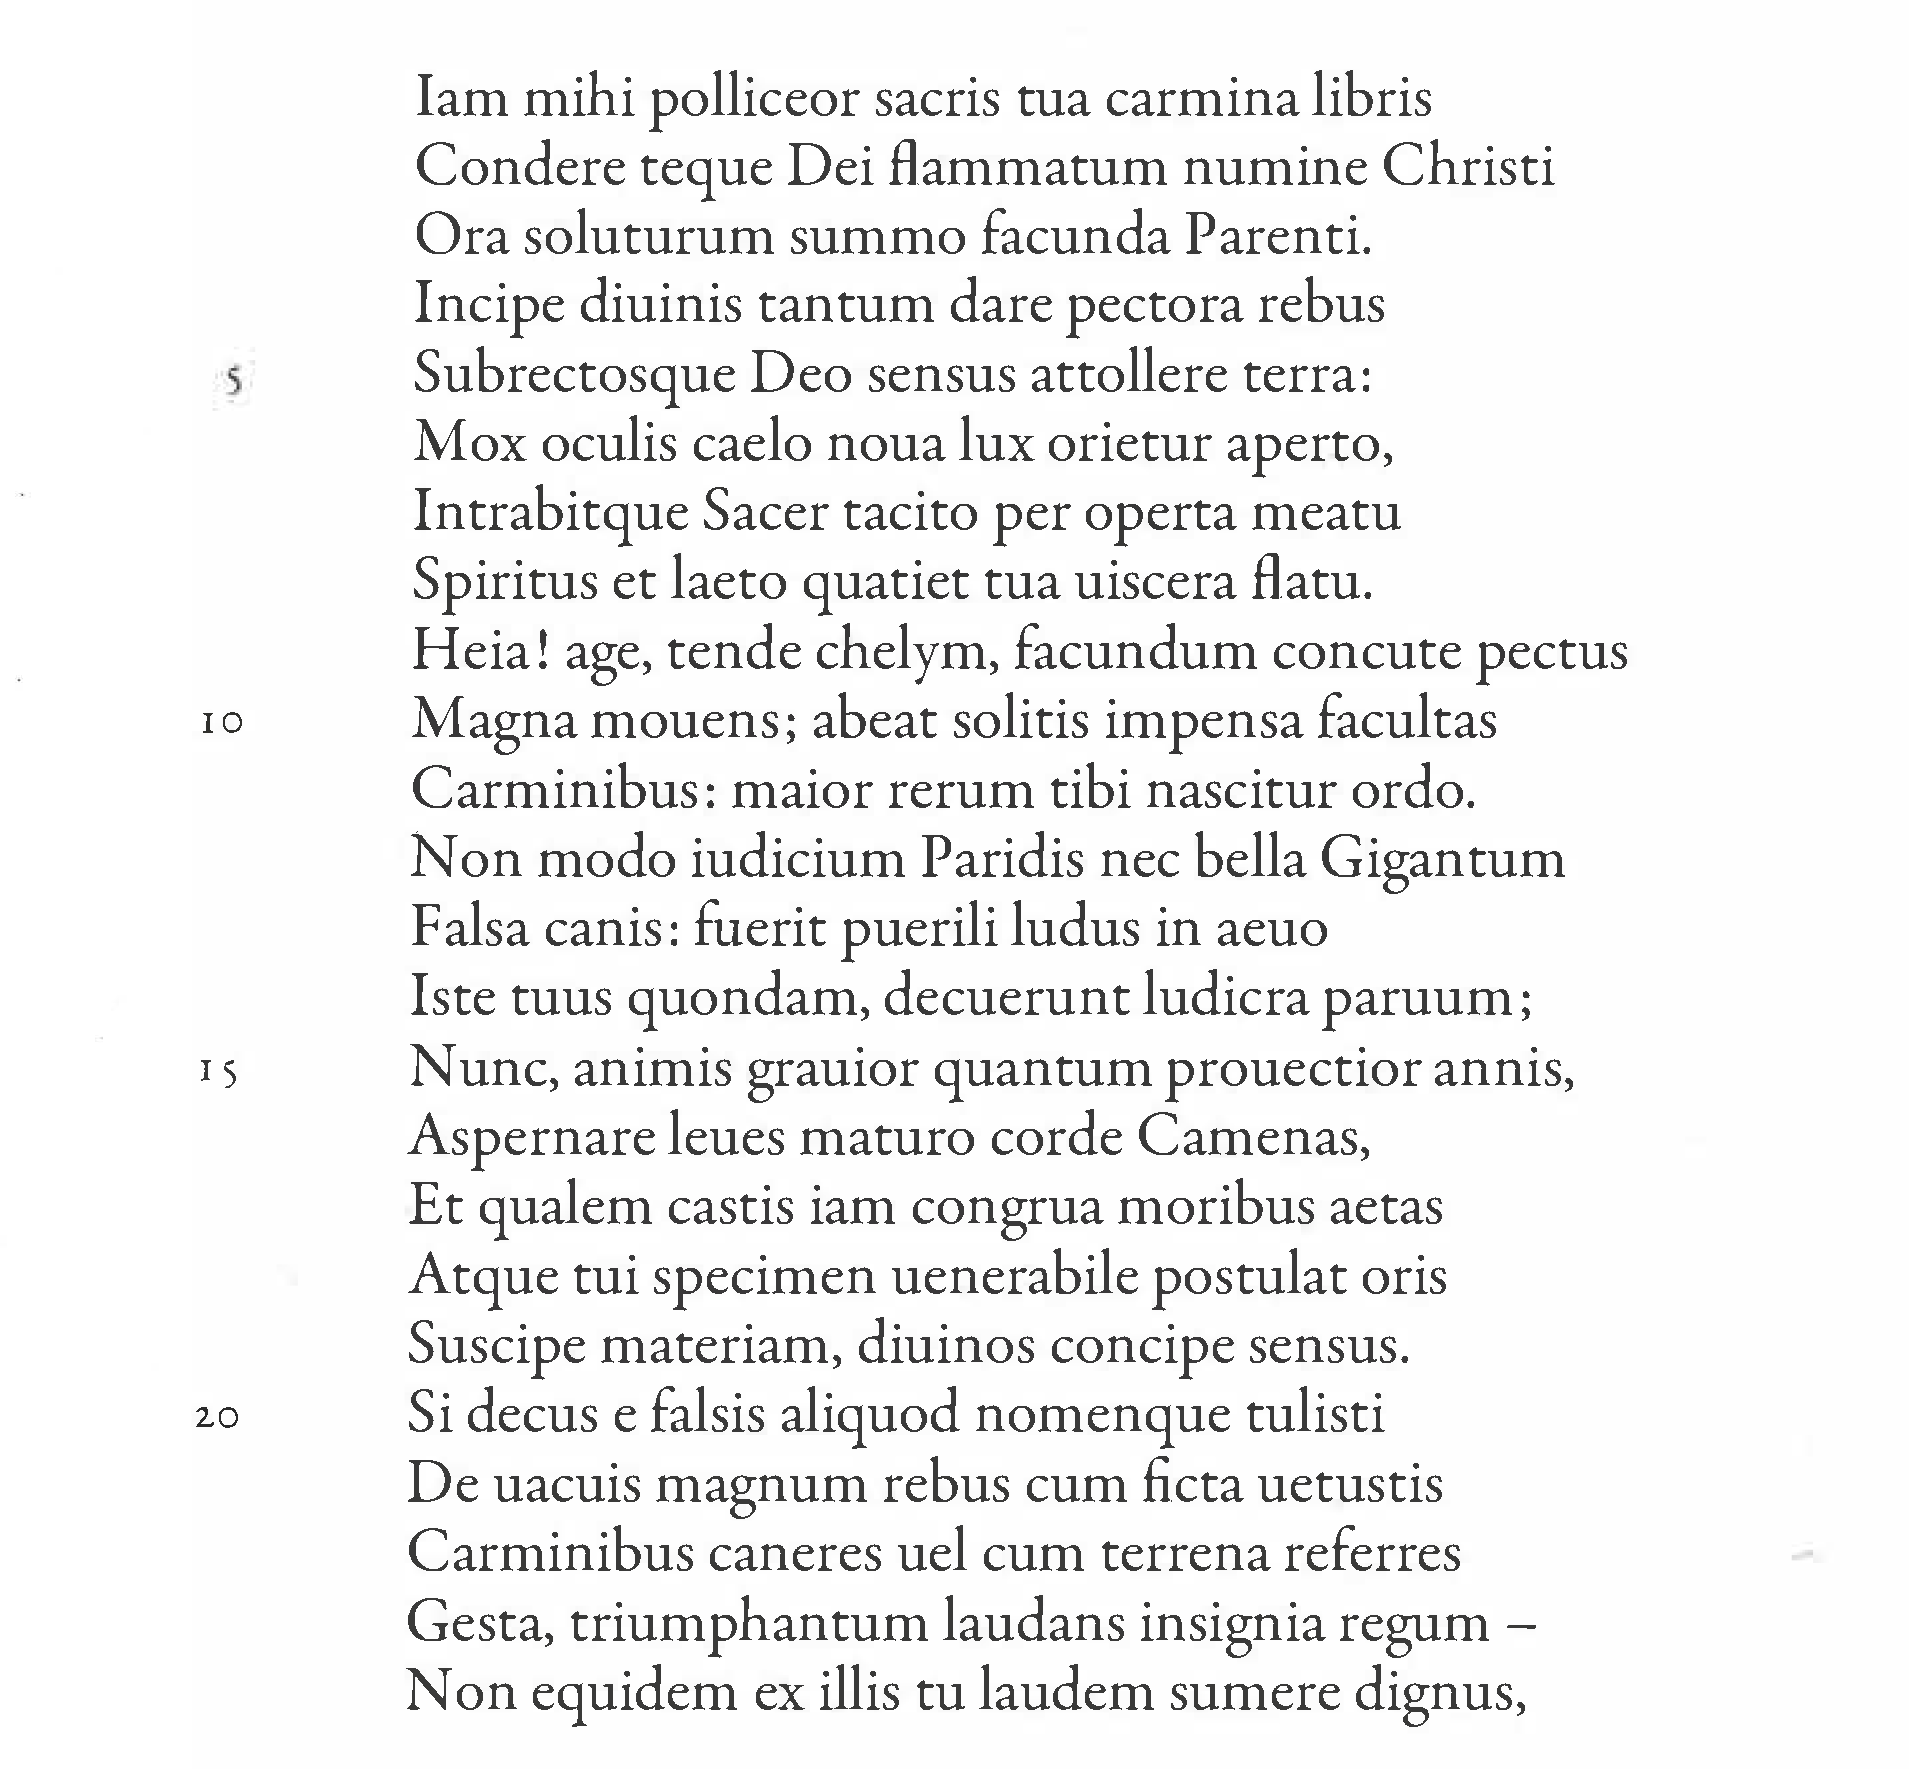 Iam mihi polliceor sacris tua carmina libris
Condere teque Dei flammatum numine Christi
Ora soluturum summo facunda Parenti.
Incipe diuinis tantum dare pectora rebus
5 Subrectosque Deo sensus attollere terra:
Mox oculis caelo noua lux orietur aperto,
Intrabitque Sacer tacito per operta meatu
Spiritus et laeto quatiet tua uiscera flatu.
Heia! age, tende chelym, facundum concute pectus
10 Magna mouens; abeat solitis impensa facultas
Carminibus: maior rerum tibi nascitur ordo.
Non modo iudicium Paridis nec bella Gigantum
Falsa canis: fuerit puerili ludus in aeuo
Iste tuus quondam, decuerunt ludicra paruum;
15 Nunc, animis grauior quantum prouectior annis,
Aspernare leues maturo corde Camenas,
Et qualem castis iam congrua moribus aetas
Atque tui specimen uenerabile postulat oris
Suscipe materiam, diuinos concipe sensus.
20 Si decus e falsis aliquod nomenque tulisti
De uacuis magnum rebus cum ficta uetustis
Carminibus caneres uel cum terrena referres
Gesta, triumphantum laudans insignia regum –
Non equidem ex illis tu laudem sumere dignus,